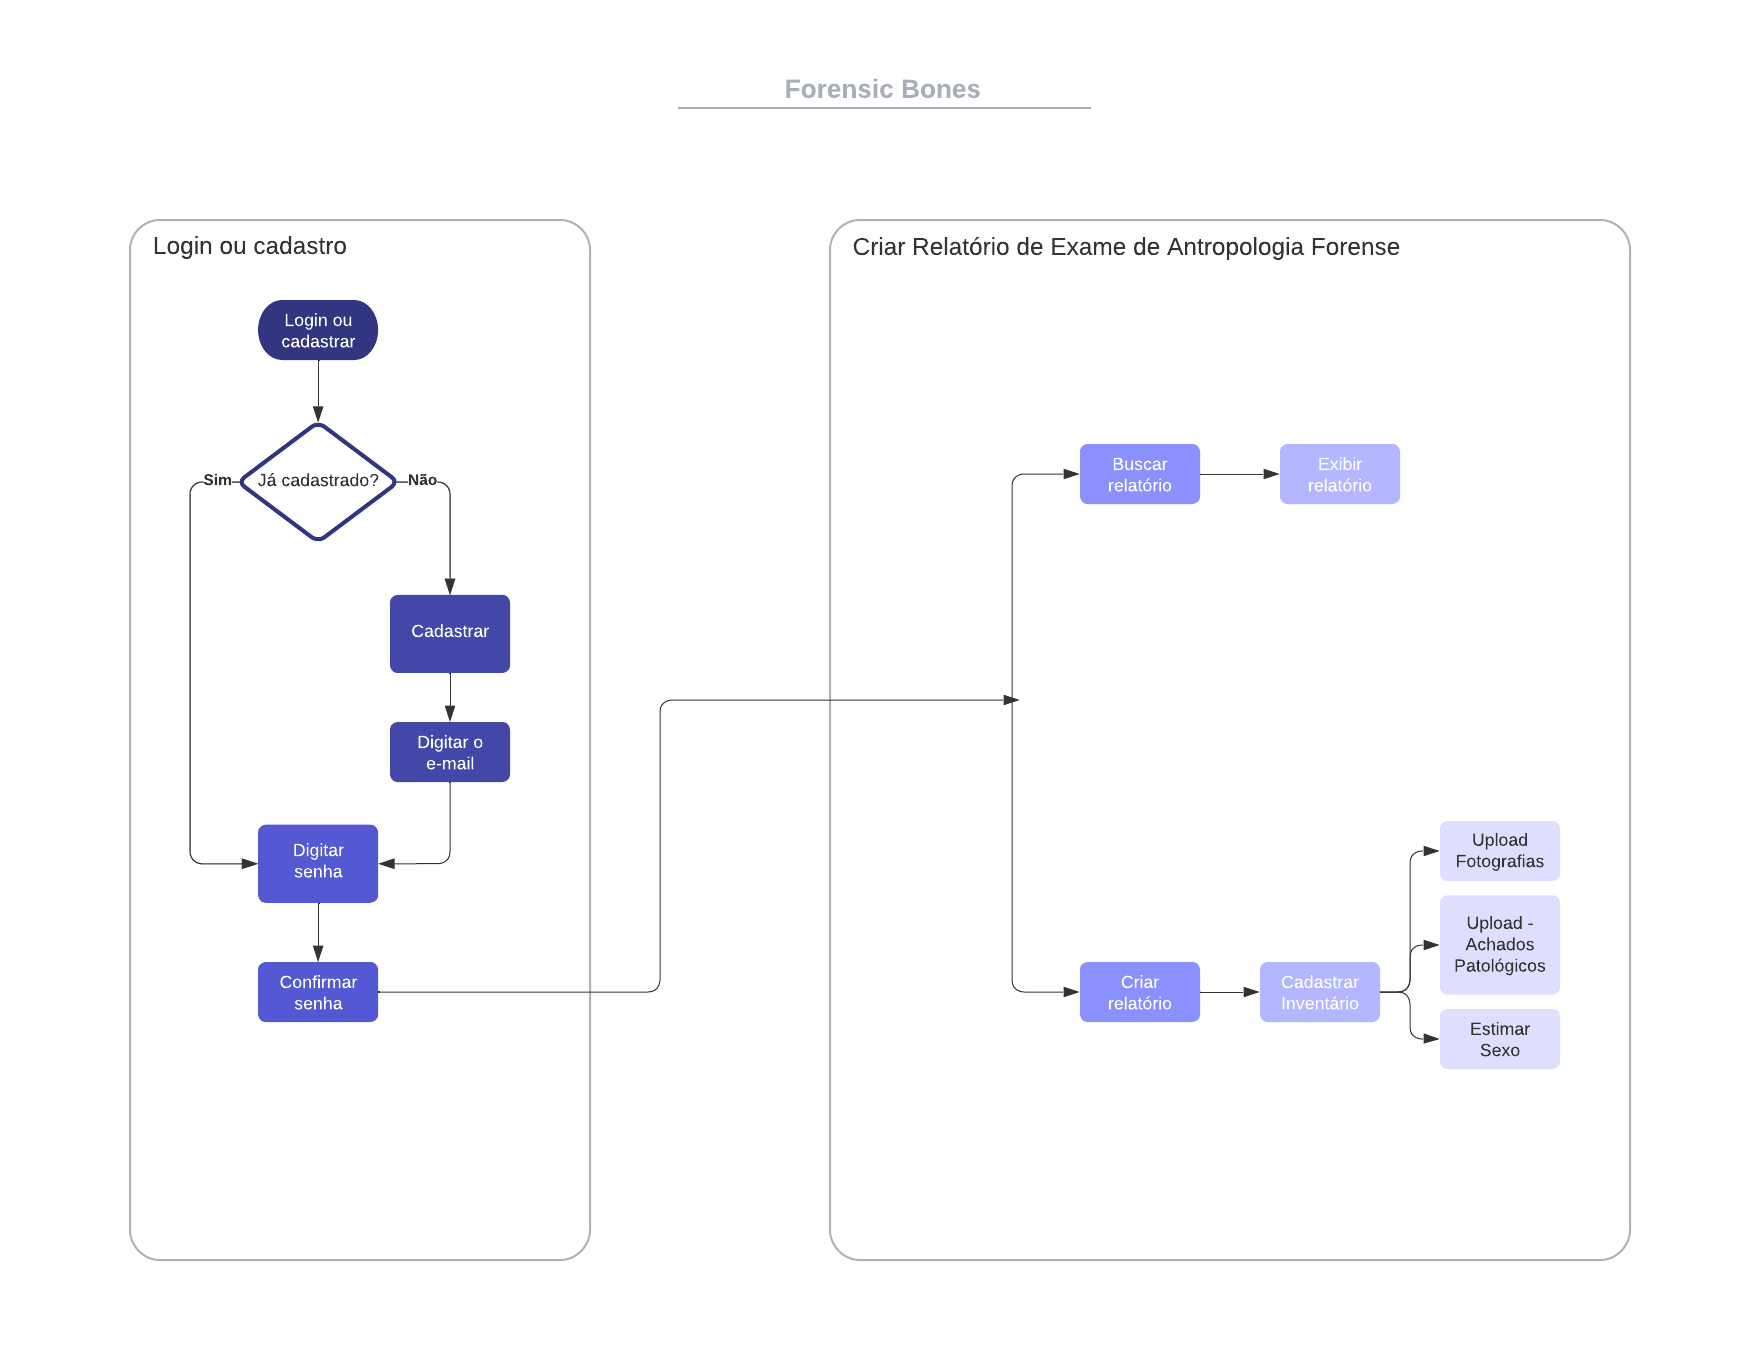 Forensic Bones
Login ou cadastro
Login ou
cadastrar
Já cadastrado?
Sim
Não
Cadastrar
Digitar o
e-mail
Digitar
senha
Confirmar
senha
Criar Relatório de Exame de Antropologia Forense
Buscar
relatório
Exibir
relatório
Criar
relatório
Cadastrar
Inventário
Upload
Fotografias
Upload -
Achados
Patológicos
Estimar
Sexo